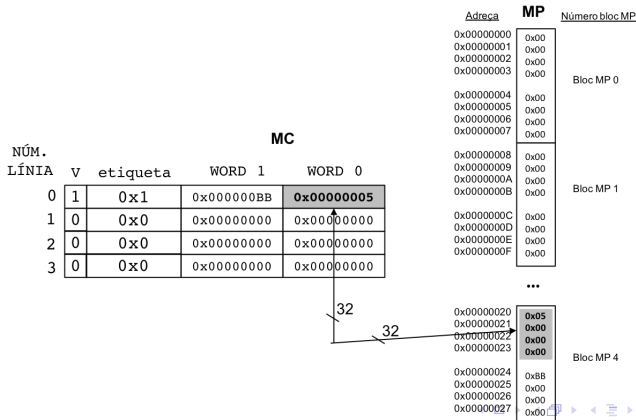 Adreça MP Número bloc MP
0x00000000 0x00
0x00000001 0x00
0x00000002 0x00
0x00000003 0x00
Bloc MP 0
0x00000004 0x00
0x00000005 0x00
0x00000006 0x00
0x00000007 0x00
0x00000008 0x00
0x00000009 0x00
0x0000000A 0x00
0x0000000B 0x00
Bloc MP 1
0x0000000C 0x00
0x0000000D 0x00
0x0000000E 0x00
0x0000000F 0x00
...
0x00000020 0x05
0x00000021 0x00
0x00000022 0x00
0x00000023 0x00
Bloc MP 4
0x00000024 0xBB
0x00000025 0x00
0x00000026 0x00
0x00000027 0x00
MC
NÚM.
LÍNIA V etiqueta WORD 1 WORD 0
0 1 0x1 0x000000BB 0x00000005
1 0 0x0 0x00000000 0x00000000
2 0 0x0 0x00000000 0x00000000
3 0 0x0 0x00000000 0x00000000
32
32